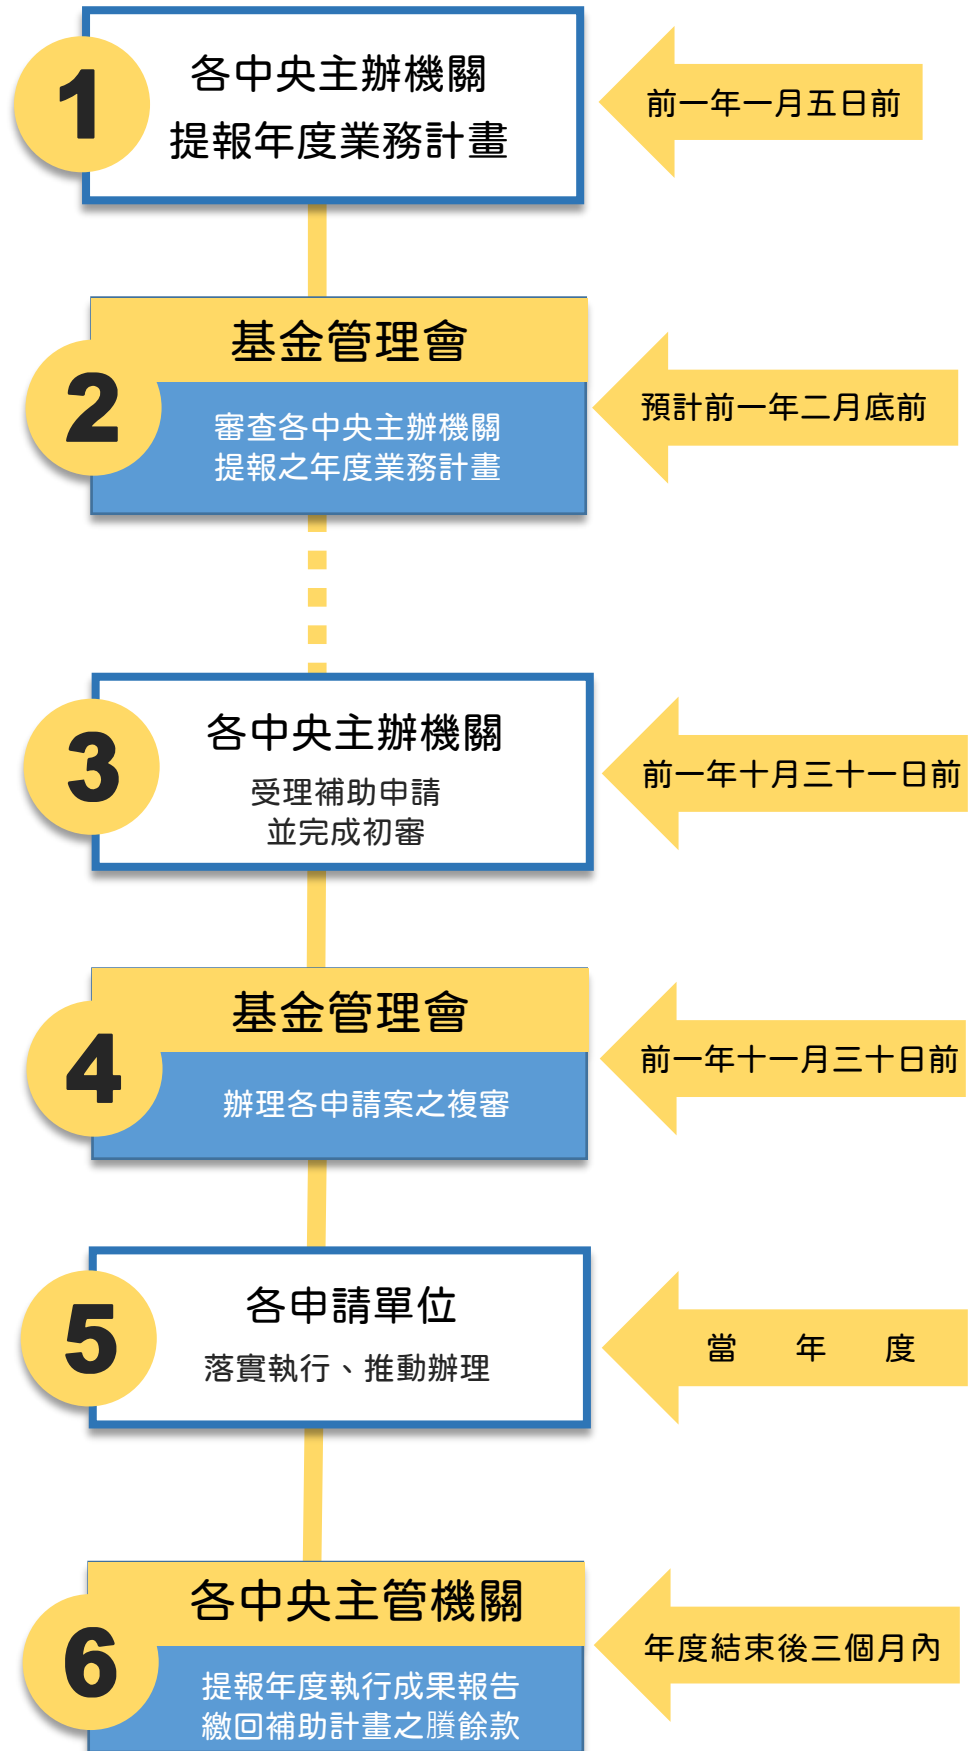 1
各中央主辦機關
提報年度業務計畫
前一年一月五日前
2
基金管理會
審查各中央主辦機關
提報之年度業務計畫
預計前一年二月底前
3
各中央主辦機關
受理補助申請
並完成初審
前一年十月三十一日前
4
基金管理會
辦理各申請案之複審
前一年十一月三十日前
5
各申請單位
落實執行、推動辦理
當 年 度
6
各中央主管機關
提報年度執行成果報告
繳回補助計畫之賸餘款
年度結束後三個月內